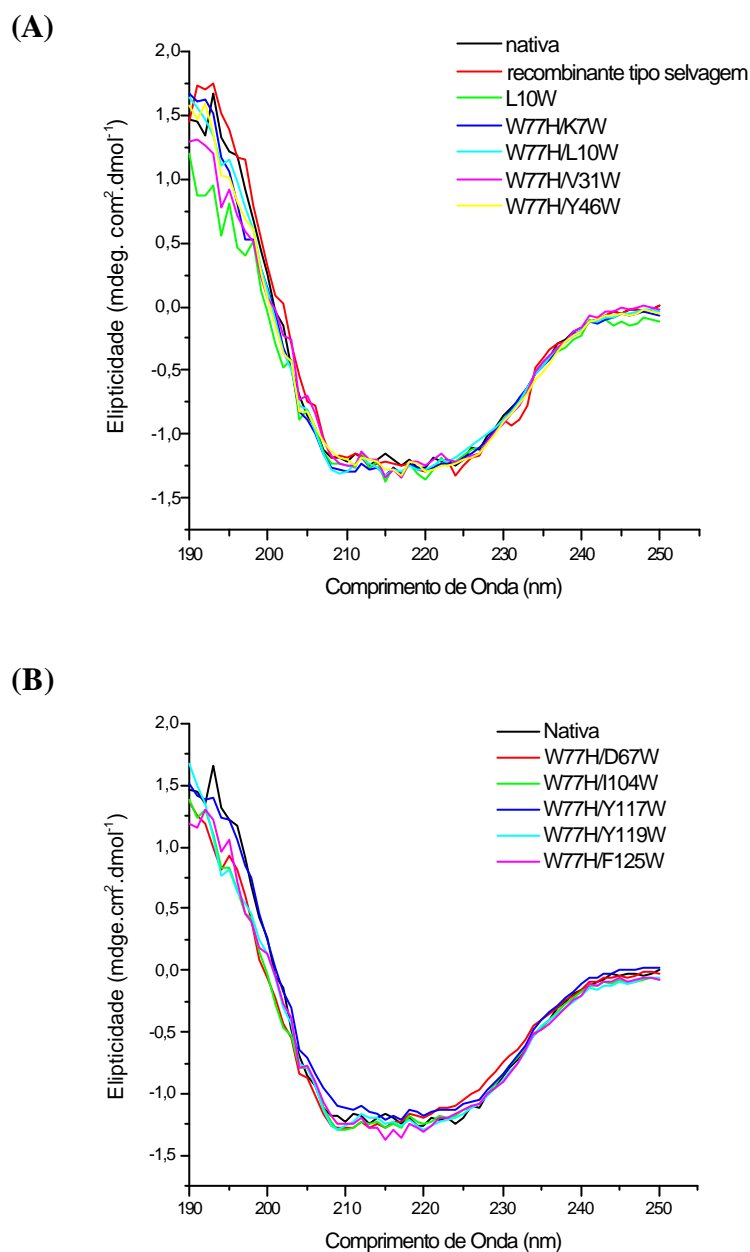 (A)
nativa
recombinante tipo selvagem
L10W
W77H/K7W
W77H/L10W
W77H/V31W
W77H/Y46W
2,0
1,5
1,0
0,5
0,0
-0,5
-1,0
-1,5
Elipticidade (mdeg. com².dmol⁻¹)
190 200 210 220 230 240 250
Comprimento de Onda (nm)
(B)
Nativa
W77H/D67W
W77H/I104W
W77H/Y117W
W77H/Y119W
W77H/F125W
2,0
1,5
1,0
0,5
0,0
-0,5
-1,0
-1,5
Elipticidade (mdge.cm².dmol⁻¹)
190 200 210 220 230 240 250
Comprimento de Onda (nm)